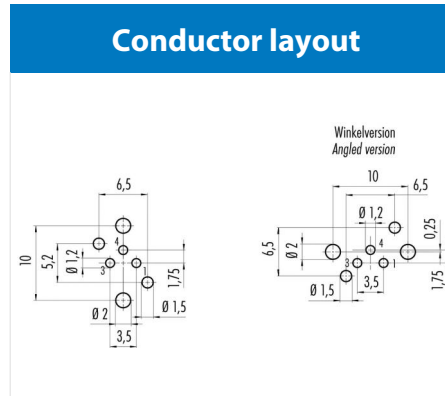 Conductor layout
Winkelversion
Angled version
6,5
10
5,2
Ø 1,2
4
3
1
1,75
Ø 2
Ø 1,5
3,5
10
6,5
Ø 1,2
0,25
6,5
Ø 2
4
3
1
Ø 1,5
3,5
1,75